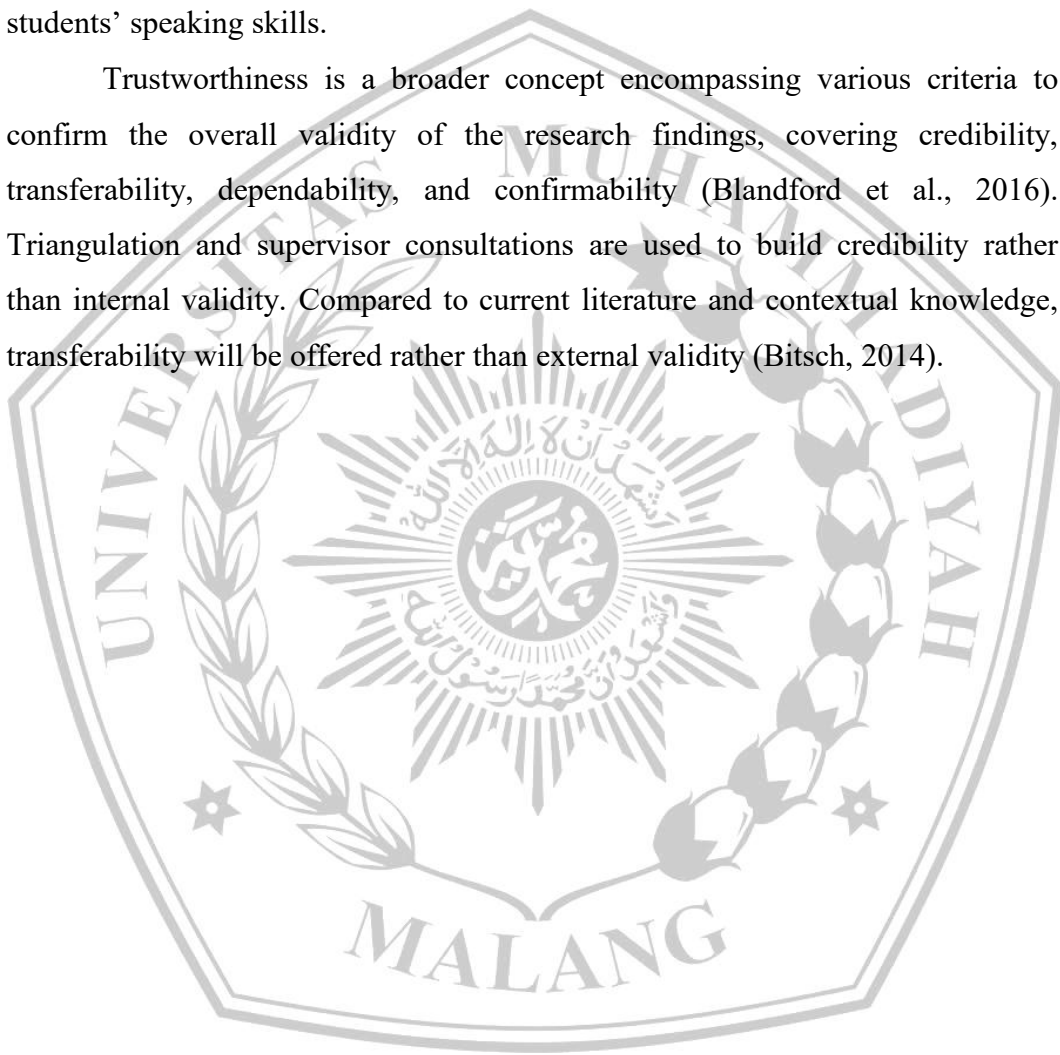 students’ speaking skills.
Trustworthiness is a broader concept encompassing various criteria to
confirm the overall validity of the research findings, covering credibility,
transferability, dependability, and confirmability (Blandford et al., 2016).
Triangulation and supervisor consultations are used to build credibility rather
than internal validity. Compared to current literature and contextual knowledge,
transferability will be offered rather than external validity (Bitsch, 2014).
UNIVERSITAS MUHAMMADIYAH
MALANG